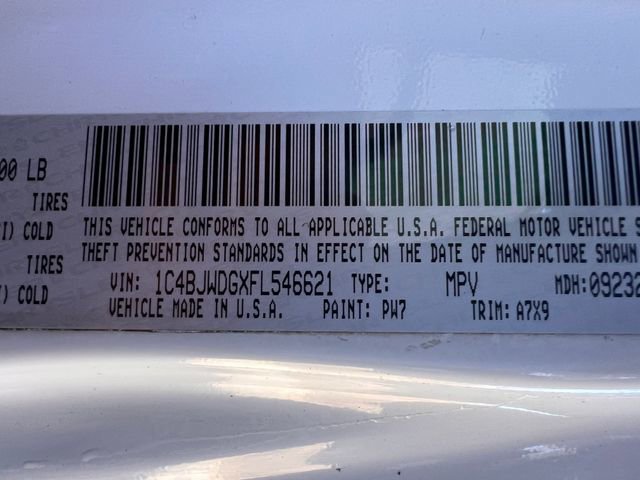 00 LB
TIRES
I) COLD
TIRES
) COLD
THIS VEHICLE CONFORMS TO ALL APPLICABLE U.S.A. FEDERAL MOTOR VEHICLE S
THEFT PREVENTION STANDARDS IN EFFECT ON THE DATE OF MANUFACTURE SHOWN
VIN: 1C4BJWDGXFL546621 TYPE: MPV MDH: 09232
VEHICLE MADE IN U.S.A. PAINT: PW7 TRIM: A7X9